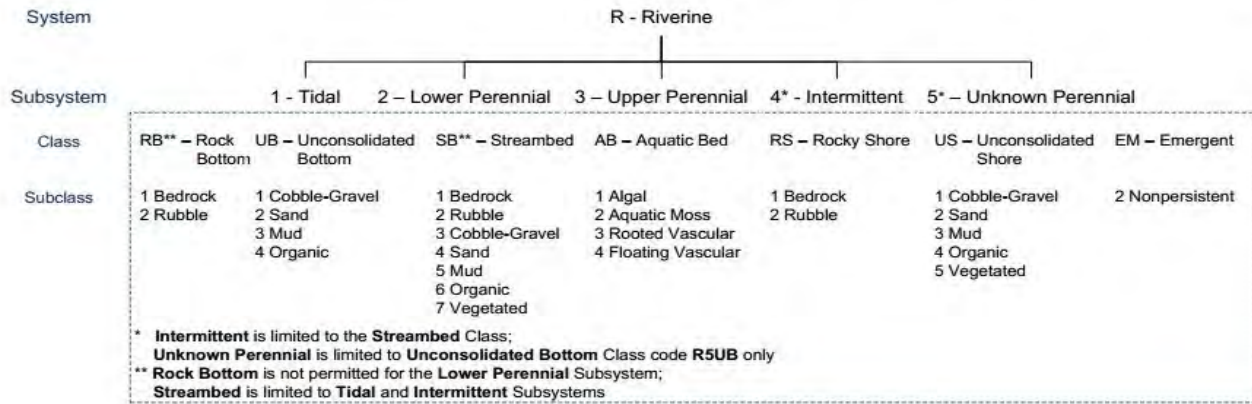 System R - Riverine
Subsystem 1 - Tidal 2 – Lower Perennial 3 – Upper Perennial 4* - Intermittent 5* – Unknown Perennial
Class RB** – Rock UB – Unconsolidated SB** – Streambed AB – Aquatic Bed RS – Rocky Shore US – Unconsolidated EM – Emergent
Bottom Bottom Shore
Subclass 1 Bedrock 1 Cobble-Gravel 1 Bedrock 1 Algal 1 Bedrock 1 Cobble-Gravel 2 Nonpersistent
2 Rubble 2 Sand 2 Rubble 2 Aquatic Moss 2 Rubble 2 Sand
3 Mud 3 Cobble-Gravel 3 Rooted Vascular 3 Mud
4 Organic 4 Sand 4 Floating Vascular 4 Organic
5 Mud 5 Vegetated
6 Organic
7 Vegetated
* Intermittent is limited to the Streambed Class;
Unknown Perennial is limited to Unconsolidated Bottom Class code R5UB only
** Rock Bottom is not permitted for the Lower Perennial Subsystem;
Streambed is limited to Tidal and Intermittent Subsystems